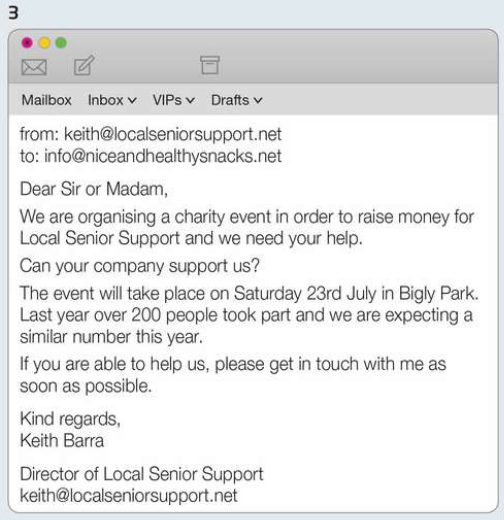 3
Mailbox Inbox VIPs Drafts
from: keith@localseniorsupport.net
to: info@niceandhealthysnacks.net
Dear Sir or Madam,
We are organising a charity event in order to raise money for
Local Senior Support and we need your help.
Can your company support us?
The event will take place on Saturday 23rd July in Bigly Park.
Last year over 200 people took part and we are expecting a
similar number this year.
If you are able to help us, please get in touch with me as
soon as possible.
Kind regards,
Keith Barra
Director of Local Senior Support
keith@localseniorsupport.net